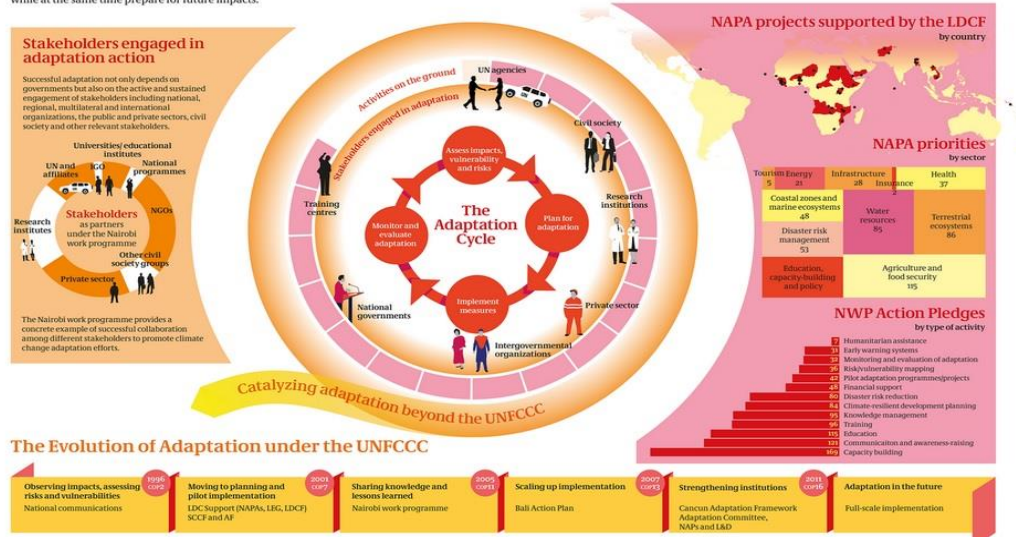 while at the same time prepare for future impacts.
Stakeholders engaged in
adaptation action
Successful adaptation not only depends on
governments but also on the active and sustained
engagement of stakeholders including national,
regional, multilateral and international
organizations, the public and private sectors, civil
society and other relevant stakeholders.
Universities/ educational
institutes
UN and
affiliates
IGO
National
programmes
NGOs
Research
institutes
Stakeholders
as partners
under the Nairobi
work programme
Other civil
society groups
Private sector
The Nairobi work programme provides a
concrete example of successful collaboration
among different stakeholders to promote climate
change adaptation efforts.
Activities on the ground
Stakeholders engaged in adaptation
UN agencies
UN
Civil society
Research
institutions
Private sector
Intergovernmental
organizations
National
governments
Training
centres
The
Adaptation
Cycle
Assess impacts,
vulnerability
and risks
Plan for
adaptation
Implement
measures
Monitor and
evaluate
adaptation
Catalyzing adaptation beyond the UNFCCC
NAPA projects supported by the LDCF
by country
NAPA priorities
by sector
Tourism
5
Energy
21
Infrastructure
28
Insurance
2
Health
37
Coastal zones and
marine ecosystems
48
Water
resources
85
Terrestrial
ecosystems
86
Disaster risk
management
53
Education,
capacity-building
and policy
Agriculture and
food security
115
NWP Action Pledges
by type of activity
7 Humanitarian assistance
31 Early warning systems
32 Monitoring and evaluation of adaptation
36 Risk/vulnerability mapping
42 Pilot adaptation programmes/projects
48 Financial support
80 Disaster risk reduction
84 Climate-resilient development planning
95 Knowledge management
96 Training
115 Education
121 Communicaiton and awareness-raising
169 Capacity building
The Evolution of Adaptation under the UNFCCC
Observing impacts, assessing
risks and vulnerabilities
National communications
1996
COP2
Moving to planning and
pilot implementation
LDC Support (NAPAs, LEG, LDCF)
SCCF and AF
2001
COP7
Sharing knowledge and
lessons learned
Nairobi work programme
2005
COP11
Scaling up implementation
Bali Action Plan
2007
COP13
Strengthening institutions
Cancun Adaptation Framework
Adaptation Committee,
NAPs and L&D
2011
COP16
Adaptation in the future
Full-scale implementation